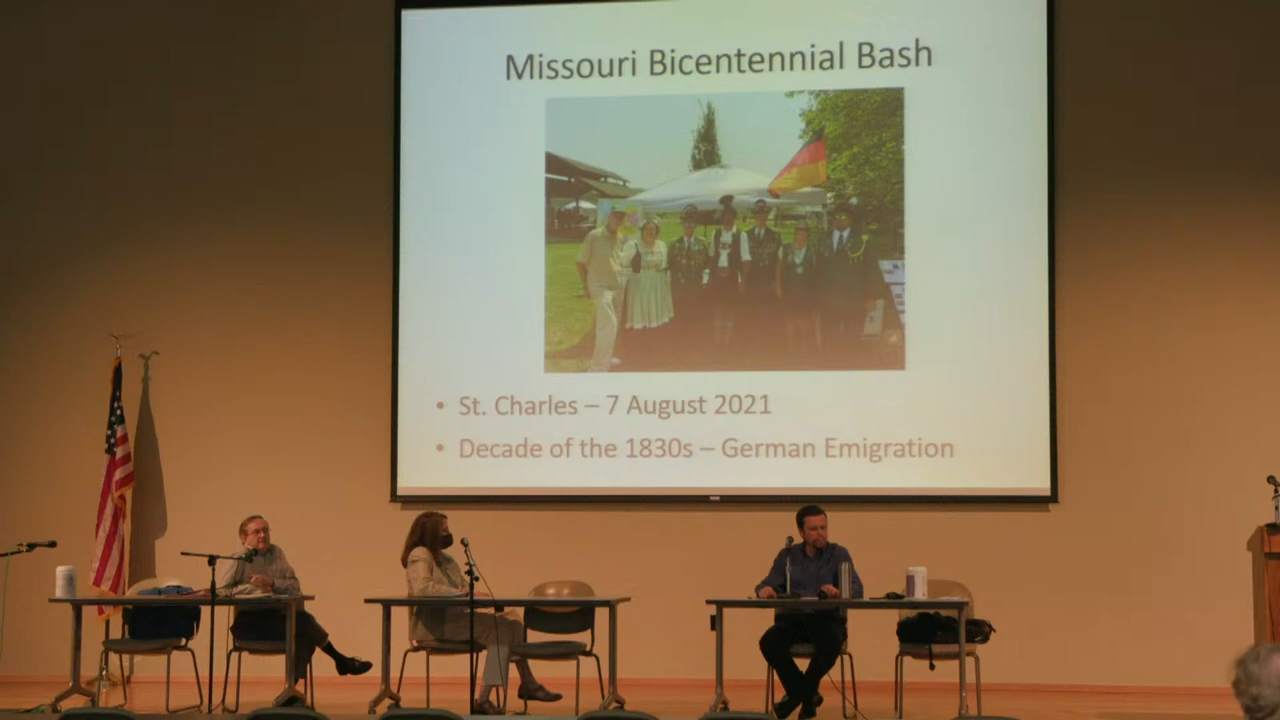 Missouri Bicentennial Bash
• St. Charles – 7 August 2021
• Decade of the 1830s – German Emigration